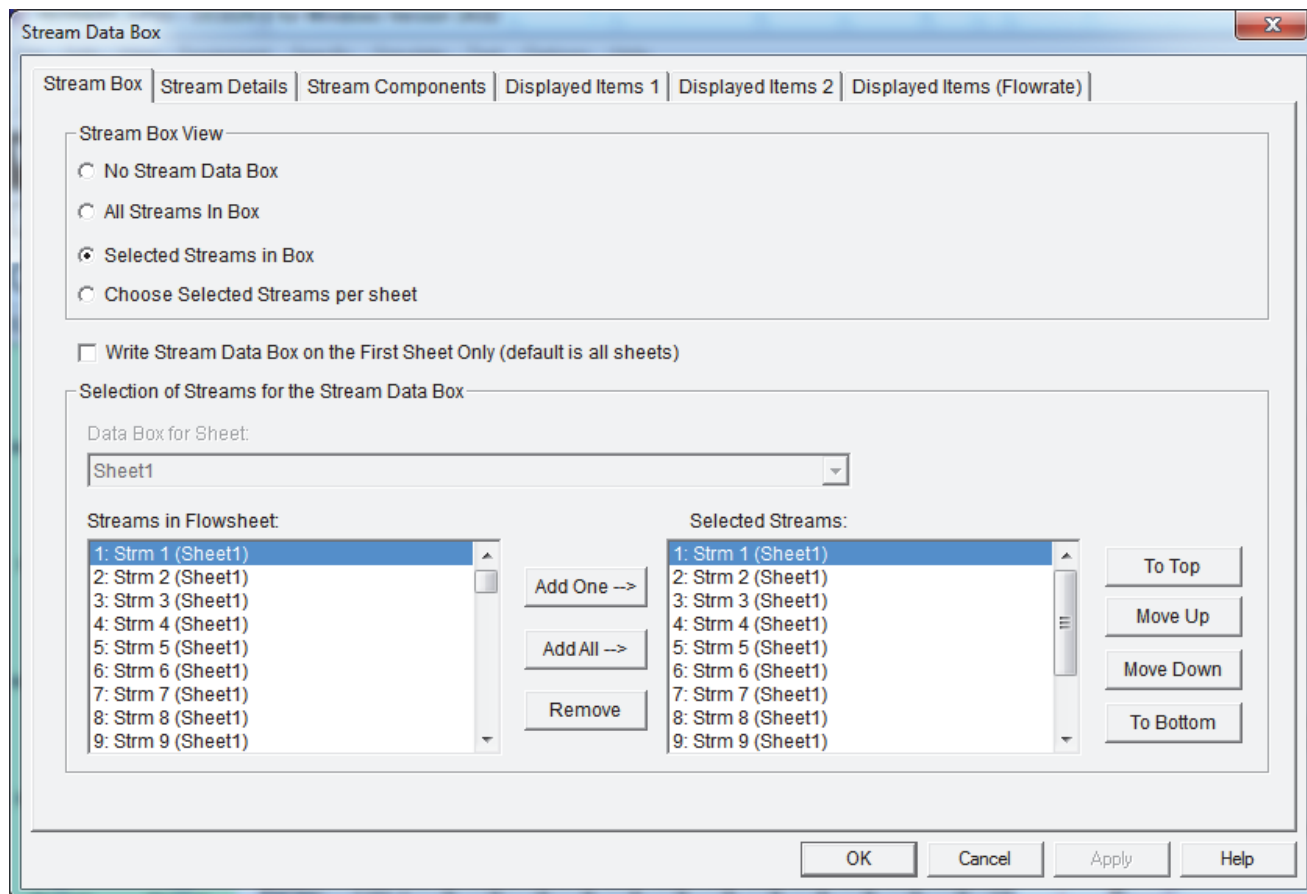 Stream Data Box
Stream Box Stream Details Stream Components Displayed Items 1 Displayed Items 2 Displayed Items (Flowrate)
Stream Box View
No Stream Data Box
All Streams In Box
Selected Streams in Box
Choose Selected Streams per sheet
Write Stream Data Box on the First Sheet Only (default is all sheets)
Selection of Streams for the Stream Data Box
Data Box for Sheet:
Sheet1
Streams in Flowsheet:
1: Strm 1 (Sheet1)
2: Strm 2 (Sheet1)
3: Strm 3 (Sheet1)
4: Strm 4 (Sheet1)
5: Strm 5 (Sheet1)
6: Strm 6 (Sheet1)
7: Strm 7 (Sheet1)
8: Strm 8 (Sheet1)
9: Strm 9 (Sheet1)
Add One -->
Add All -->
Remove
Selected Streams:
1: Strm 1 (Sheet1)
2: Strm 2 (Sheet1)
3: Strm 3 (Sheet1)
4: Strm 4 (Sheet1)
5: Strm 5 (Sheet1)
6: Strm 6 (Sheet1)
7: Strm 7 (Sheet1)
8: Strm 8 (Sheet1)
9: Strm 9 (Sheet1)
To Top
Move Up
Move Down
To Bottom
OK Cancel Apply Help